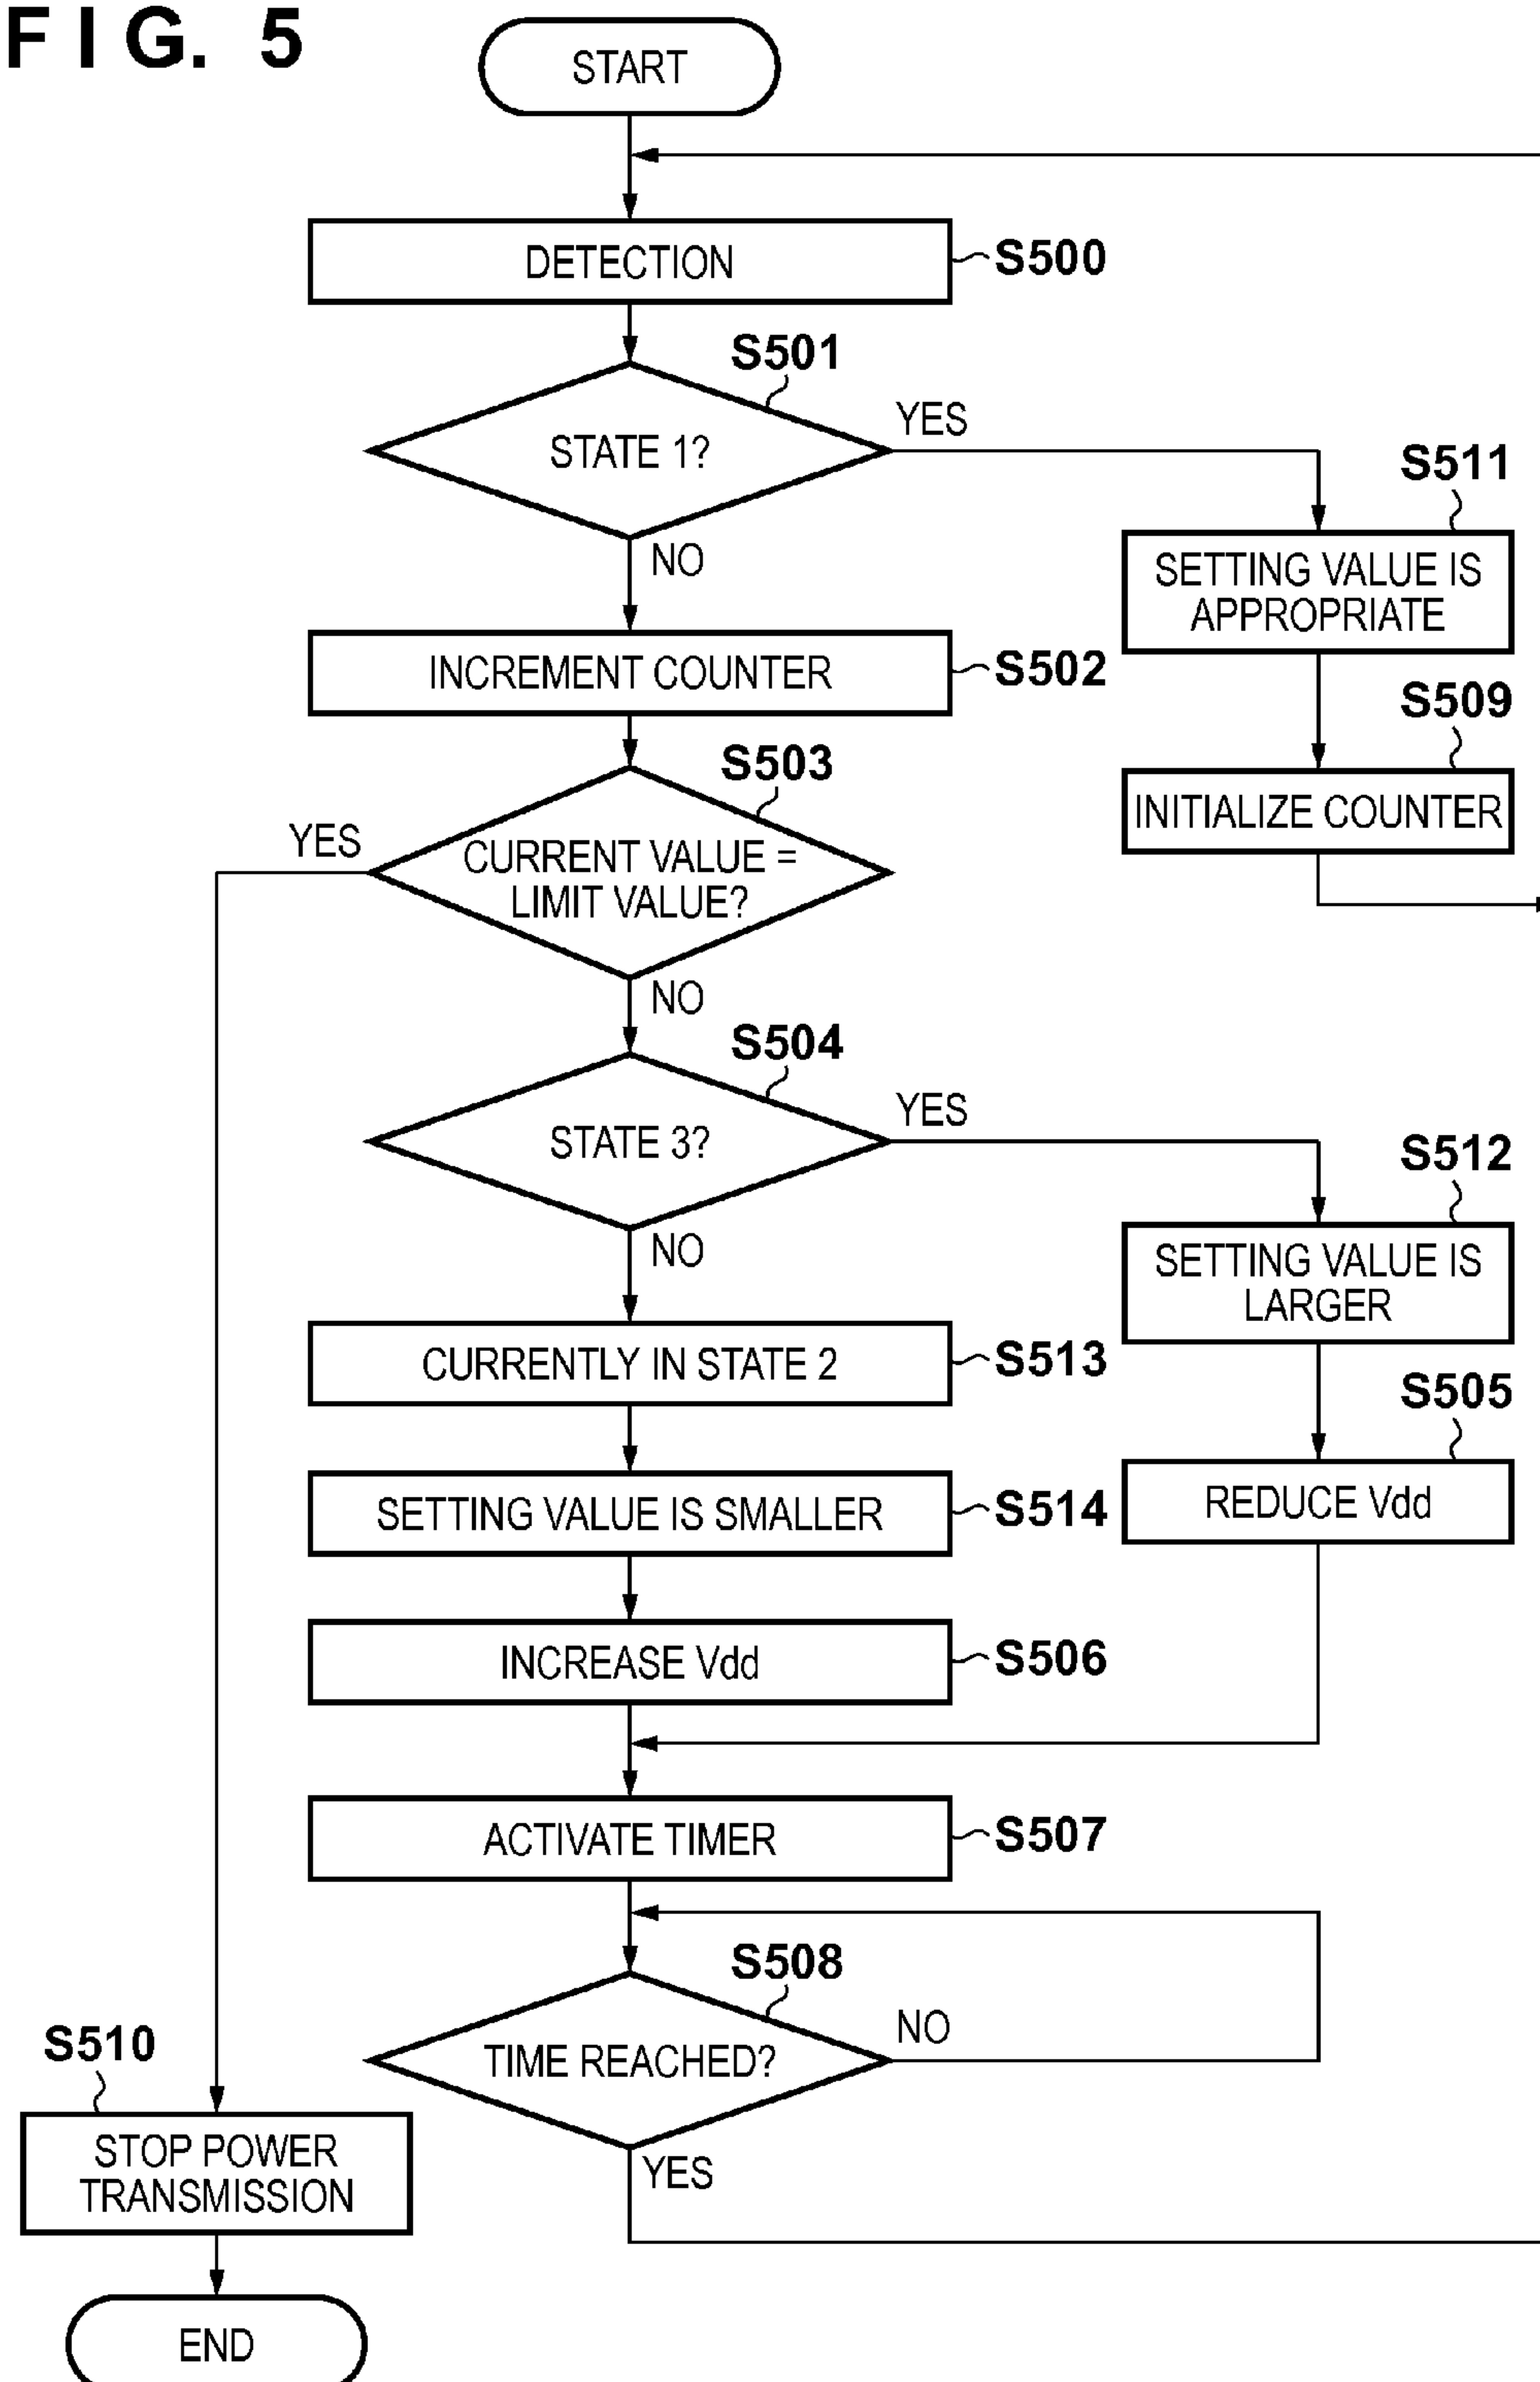 FIG. 5
START
DETECTION
S500
S501
STATE 1?
YES
NO
S511
SETTING VALUE IS
APPROPRIATE
INCREMENT COUNTER
S502
S509
INITIALIZE COUNTER
S503
YES
CURRENT VALUE =
LIMIT VALUE?
NO
S504
STATE 3?
YES
NO
S512
SETTING VALUE IS
LARGER
CURRENTLY IN STATE 2
S513
S505
REDUCE Vdd
SETTING VALUE IS SMALLER
S514
INCREASE Vdd
S506
ACTIVATE TIMER
S507
S508
TIME REACHED?
NO
YES
S510
STOP POWER
TRANSMISSION
END